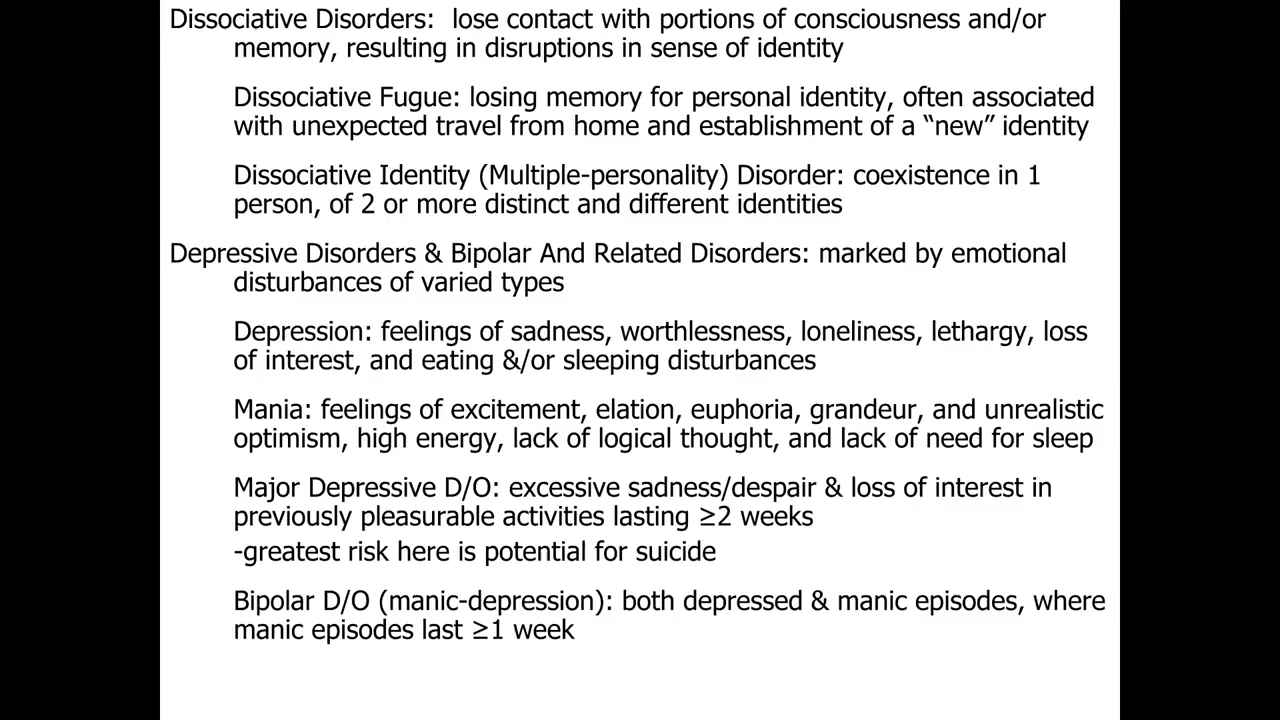 Dissociative Disorders:  lose contact with portions of consciousness and/or
memory, resulting in disruptions in sense of identity
Dissociative Fugue: losing memory for personal identity, often associated
with unexpected travel from home and establishment of a “new” identity
Dissociative Identity (Multiple-personality) Disorder: coexistence in 1
person, of 2 or more distinct and different identities
Depressive Disorders & Bipolar And Related Disorders: marked by emotional
disturbances of varied types
Depression: feelings of sadness, worthlessness, loneliness, lethargy, loss
of interest, and eating &/or sleeping disturbances
Mania: feelings of excitement, elation, euphoria, grandeur, and unrealistic
optimism, high energy, lack of logical thought, and lack of need for sleep
Major Depressive D/O: excessive sadness/despair & loss of interest in
previously pleasurable activities lasting ≥2 weeks
-greatest risk here is potential for suicide
Bipolar D/O (manic-depression): both depressed & manic episodes, where
manic episodes last ≥1 week